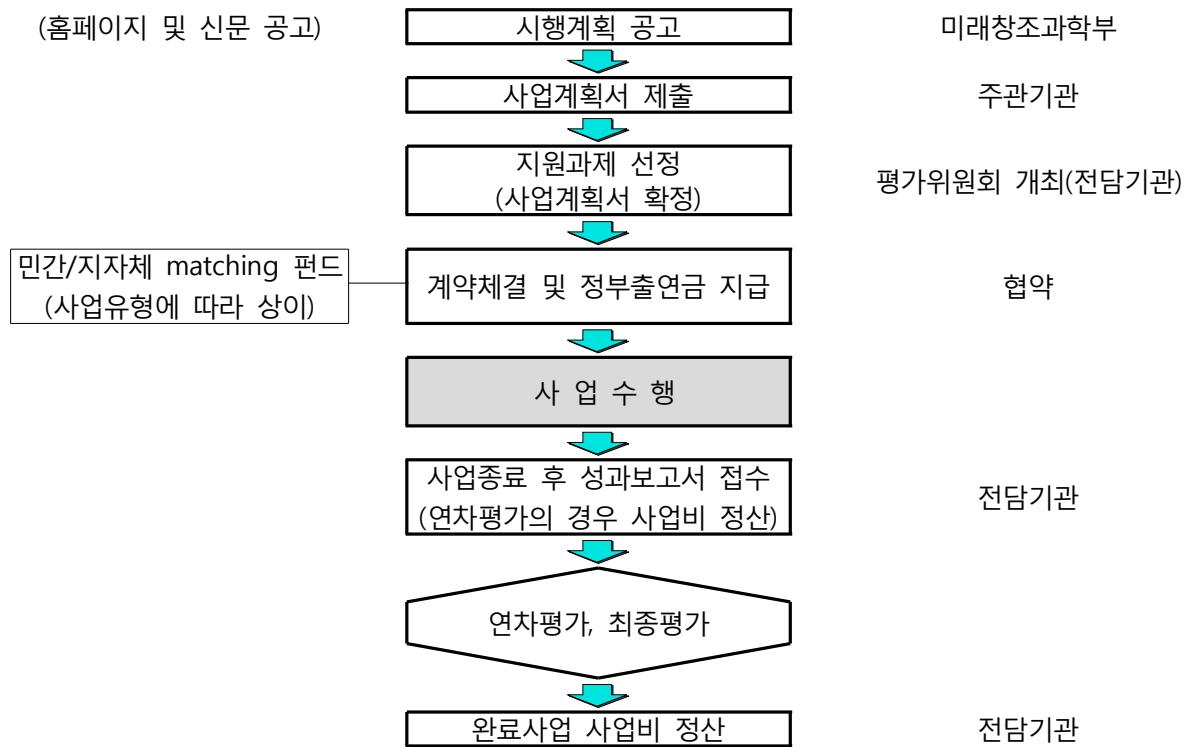 (홈페이지 및 신문 공고)
시행계획 공고
미래창조과학부
사업계획서 제출
주관기관
지원과제 선정
(사업계획서 확정)
평가위원회 개최(전담기관)
민간/지자체 matching 펀드
(사업유형에 따라 상이)
계약체결 및 정부출연금 지급
협약
사 업 수 행
사업종료 후 성과보고서 접수
(연차평가의 경우 사업비 정산)
전담기관
연차평가, 최종평가
완료사업 사업비 정산
전담기관